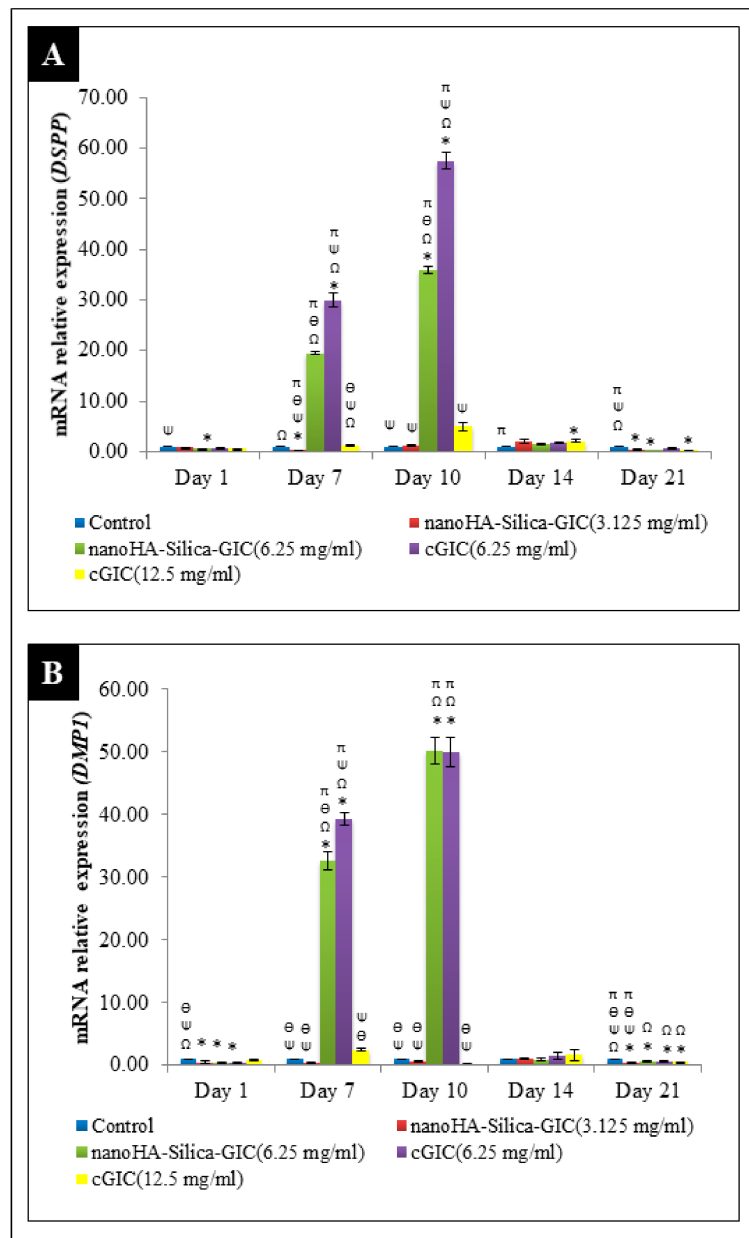 A
mRNA relative expression (DSPP)
70.00
60.00
50.00
40.00
30.00
20.00
10.00
0.00
ψ
*
Ω
π
θ
ψ
*
π
θ
Ω
π
ψ
Ω
*
θ
ψ
Ω
ψ
ψ
π
θ
Ω
*
π
ψ
Ω
*
ψ
π
*
π
ψ
Ω
*
*
*
Day 1 Day 7 Day 10 Day 14 Day 21
Control nanoHA-Silica-GIC(3.125 mg/ml)
nanoHA-Silica-GIC(6.25 mg/ml) cGIC(6.25 mg/ml)
cGIC(12.5 mg/ml)
B
mRNA relative expression (DMP1)
60.00
50.00
40.00
30.00
20.00
10.00
0.00
θ
ψ
Ω
*
*
*
θ
ψ
θ
ψ
π
θ
Ω
*
π
ψ
Ω
*
ψ
θ
θ
ψ
θ
ψ
π
Ω
*
π
Ω
*
θ
ψ
π
θ
ψ
Ω
π
θ
ψ
*
Ω
*
Ω
*
Ω
*
Day 1 Day 7 Day 10 Day 14 Day 21
Control nanoHA-Silica-GIC(3.125 mg/ml)
nanoHA-Silica-GIC(6.25 mg/ml) cGIC(6.25 mg/ml)
cGIC(12.5 mg/ml)